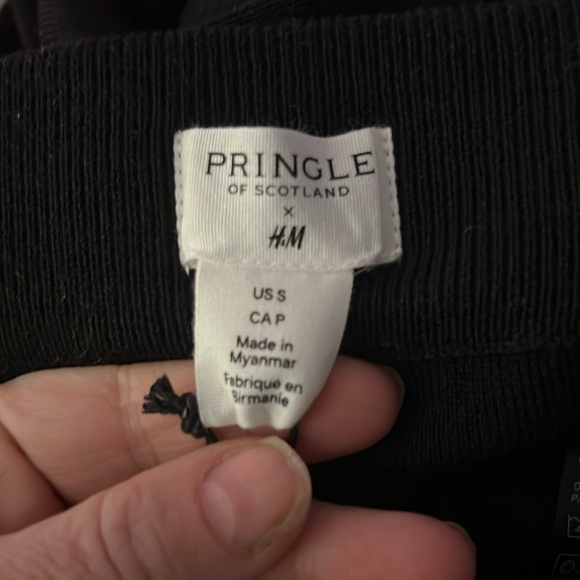 PRINGLE
OF SCOTLAND
×
H&M
US S
CA P
Made in
Myanmar
Fabriqué en
Birmanie